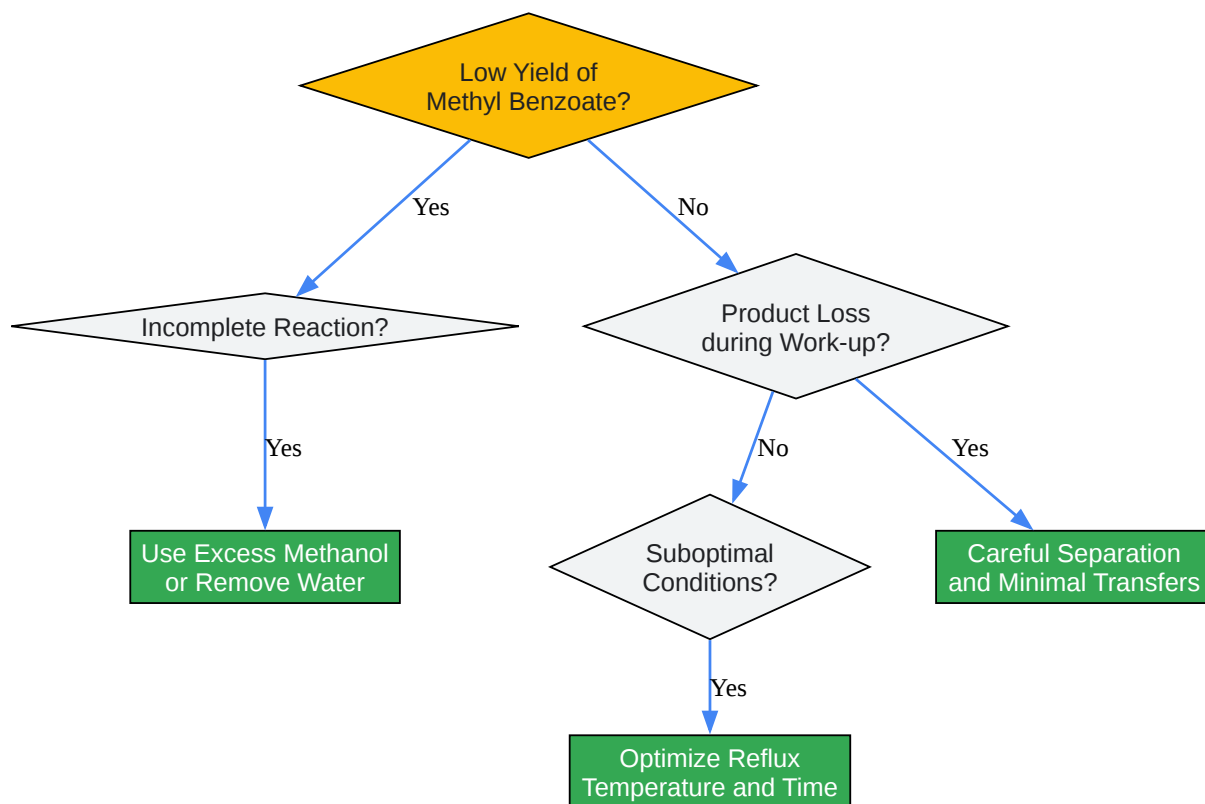 Low Yield of
Methyl Benzoate?
Yes
No
Incomplete Reaction?
Product Loss
during Work-up?
Yes
No
Yes
Use Excess Methanol
or Remove Water
Suboptimal
Conditions?
Careful Separation
and Minimal Transfers
Yes
Optimize Reflux
Temperature and Time